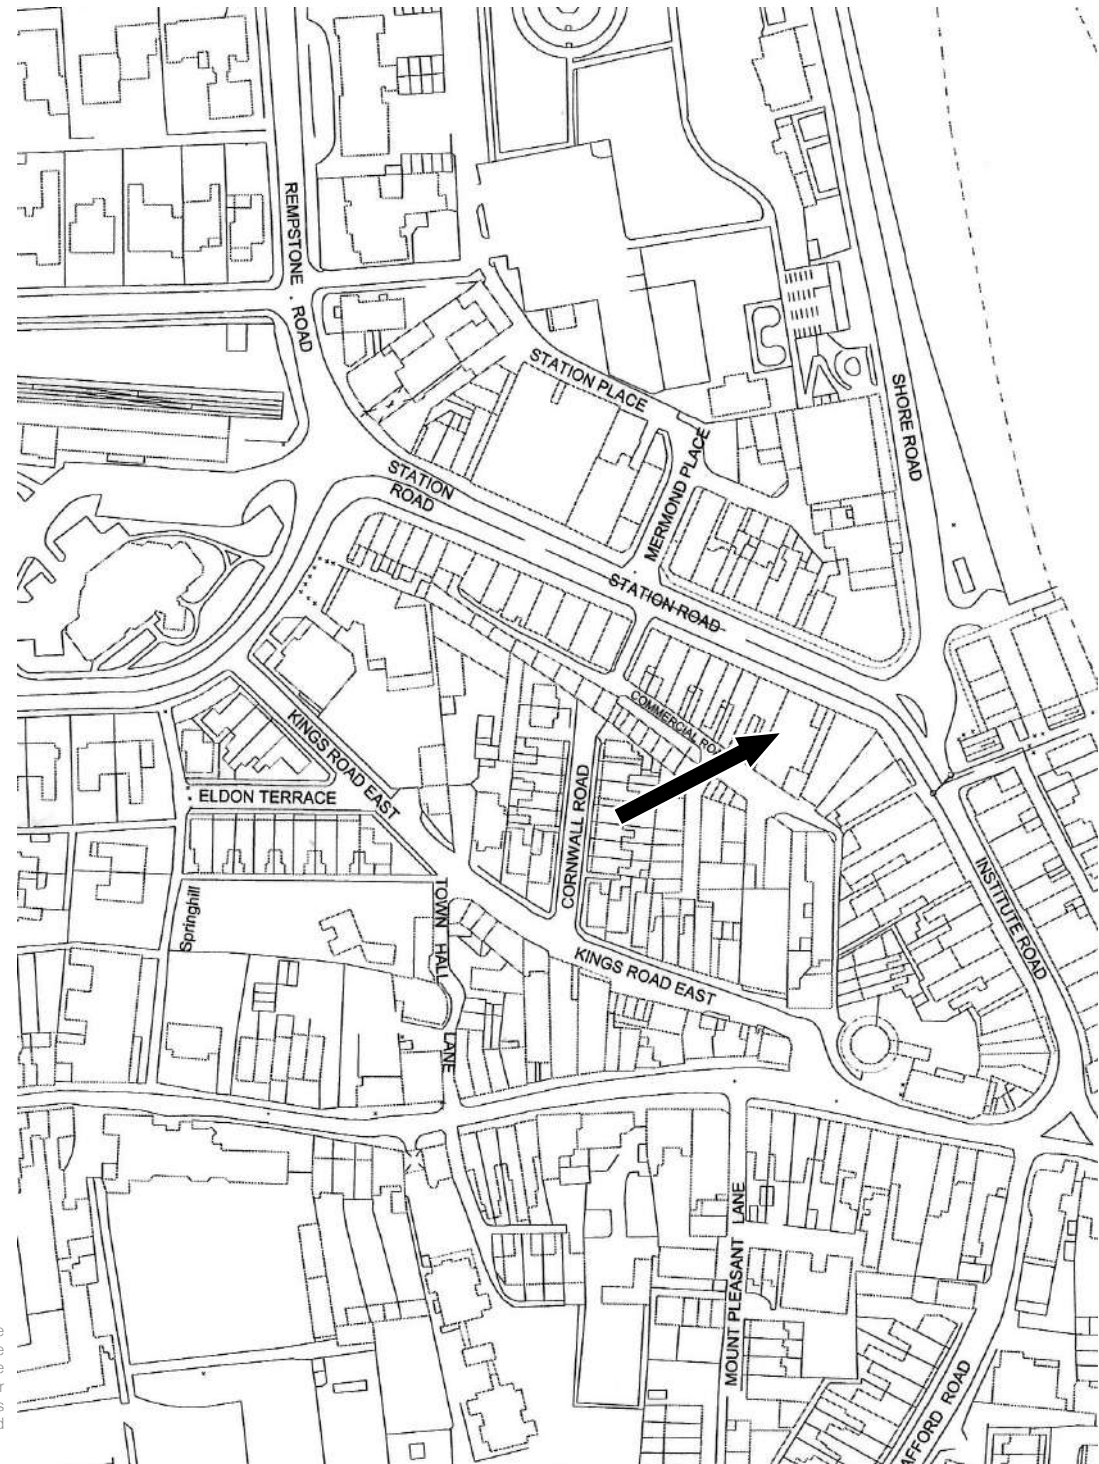 REMPSTONE ROAD
STATION PLACE
SHORE ROAD
MERMOND PLACE
STATION
ROAD
STATION ROAD
COMMERCIAL
KINGS ROAD EAST
ELDON TERRACE
CORNWALL ROAD
INSTITUTE ROAD
Springhill
TOWN HALL
LANE
KINGS ROAD EAST
MOUNT PLEASANT LANE
AFFORD ROAD
e
e
e
r
s
d